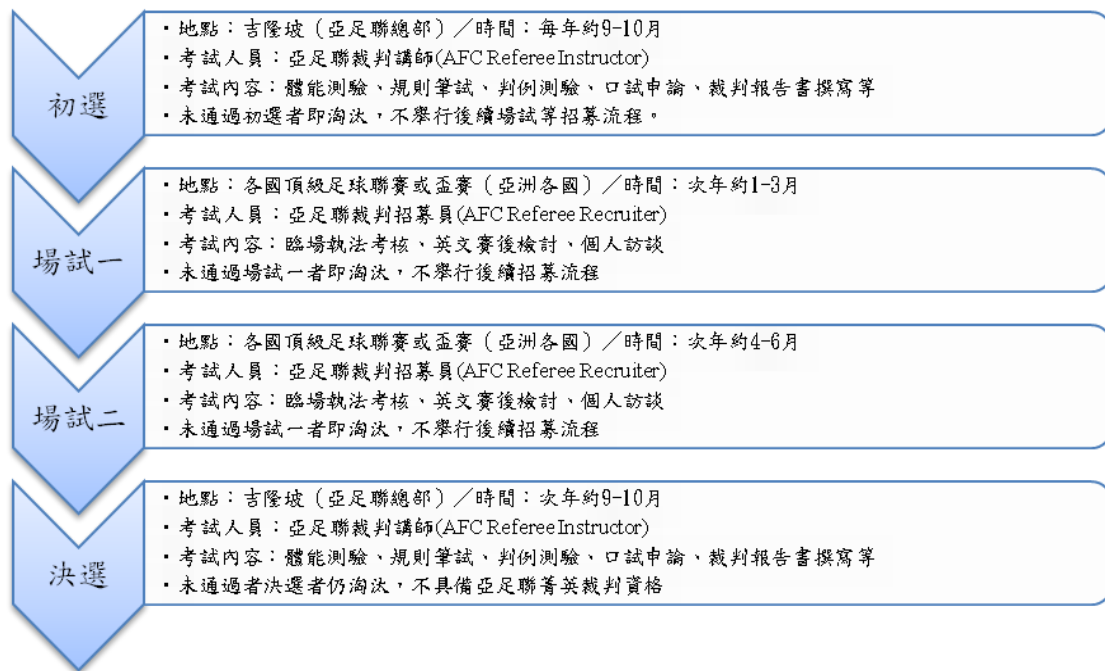 初選
・地點：吉隆坡（亞足聯總部）／時間：每年約9-10月
・考試人員：亞足聯裁判講師(AFC Referee Instructor)
・考試內容：體能測驗、規則筆試、判例測驗、口試申論、裁判報告書撰寫等
・未通過初選者即淘汰，不舉行後續場試等招募流程。
場試一
・地點：各國頂級足球聯賽或盃賽（亞洲各國）／時間：次年約1-3月
・考試人員：亞足聯裁判招募員(AFC Referee Recruiter)
・考試內容：臨場執法考核、英文賽後檢討、個人訪談
・未通過場試一者即淘汰，不舉行後續招募流程
場試二
・地點：各國頂級足球聯賽或盃賽（亞洲各國）／時間：次年約4-6月
・考試人員：亞足聯裁判招募員(AFC Referee Recruiter)
・考試內容：臨場執法考核、英文賽後檢討、個人訪談
・未通過場試一者即淘汰，不舉行後續招募流程
決選
・地點：吉隆坡（亞足聯總部）／時間：次年約9-10月
・考試人員：亞足聯裁判講師(AFC Referee Instructor)
・考試內容：體能測驗、規則筆試、判例測驗、口試申論、裁判報告書撰寫等
・未通過者決選者仍淘汰，不具備亞足聯菁英裁判資格